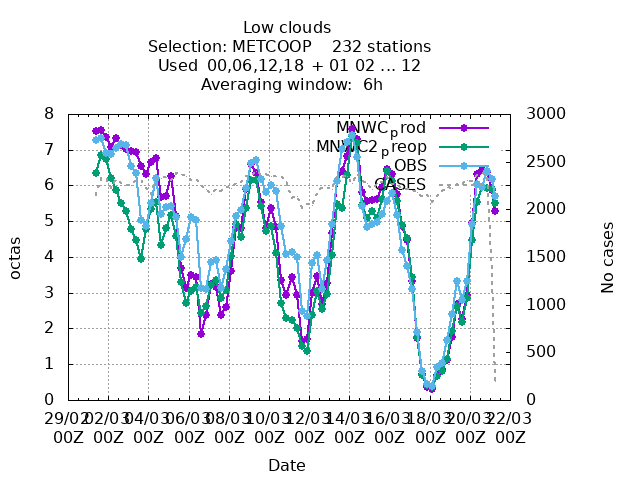 Low clouds
Selection: METCOOP 232 stations
Used 00,06,12,18 + 01 02 ... 12
Averaging window: 6h
MNWC_prod
MNWC2_preop
OBS
CASES
octas
0
1
2
3
4
5
6
7
8
No cases
0
500
1000
1500
2000
2500
3000
29/02 00Z
02/03 00Z
04/03 00Z
06/03 00Z
08/03 00Z
10/03 00Z
12/03 00Z
14/03 00Z
16/03 00Z
18/03 00Z
20/03 00Z
22/03 00Z
Date